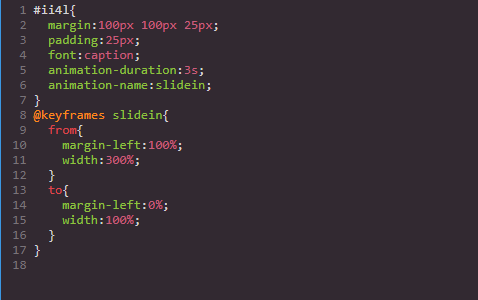 1 #ii4l{
2   margin:100px 100px 25px;
3   padding:25px;
4   font:caption;
5   animation-duration:3s;
6   animation-name:slidein;
7 }
8 @keyframes slidein{
9   from{
10     margin-left:100%;
11     width:300%;
12   }
13   to{
14     margin-left:0%;
15     width:100%;
16   }
17 }
18